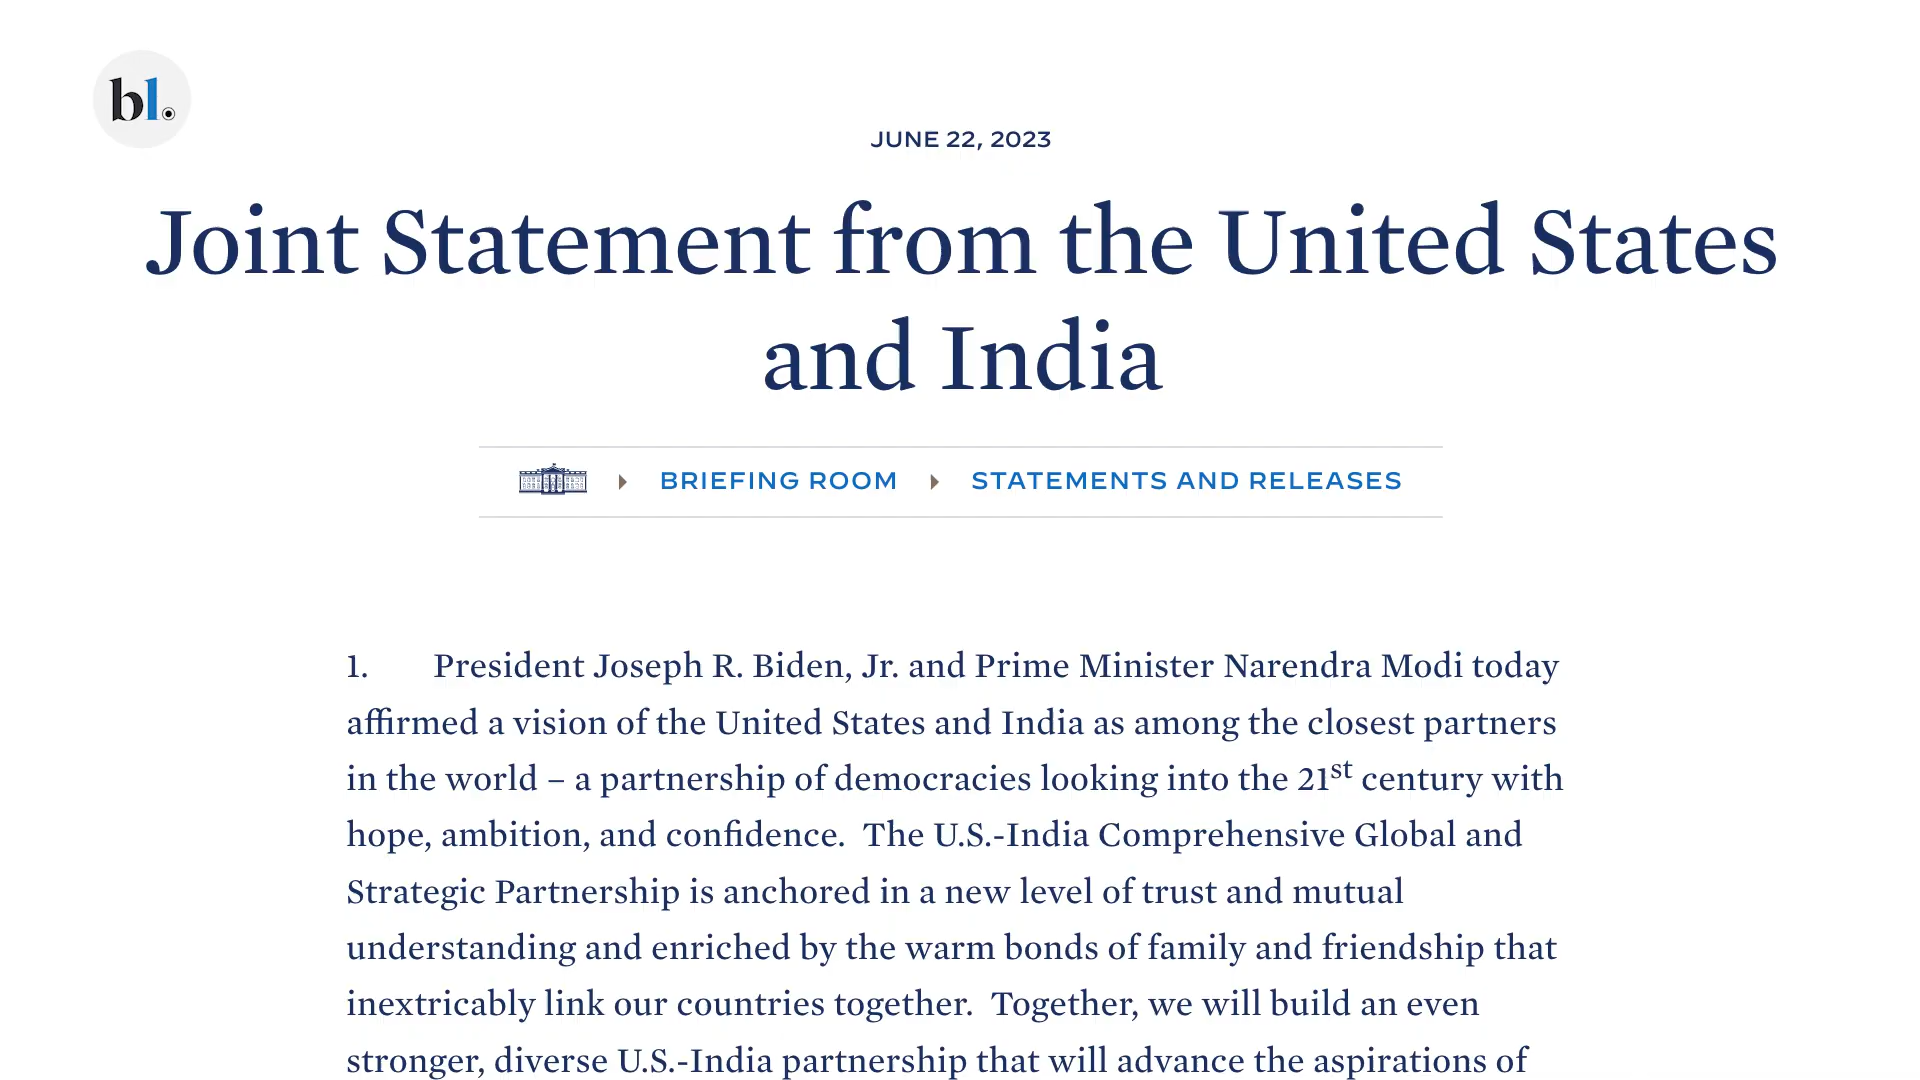 bl.
JUNE 22, 2023
Joint Statement from the United States
and India
BRIEFING ROOM STATEMENTS AND RELEASES
1. President Joseph R. Biden, Jr. and Prime Minister Narendra Modi today
affirmed a vision of the United States and India as among the closest partners
in the world – a partnership of democracies looking into the 21st century with
hope, ambition, and confidence.  The U.S.-India Comprehensive Global and
Strategic Partnership is anchored in a new level of trust and mutual
understanding and enriched by the warm bonds of family and friendship that
inextricably link our countries together.  Together, we will build an even
stronger, diverse U.S.-India partnership that will advance the aspirations of